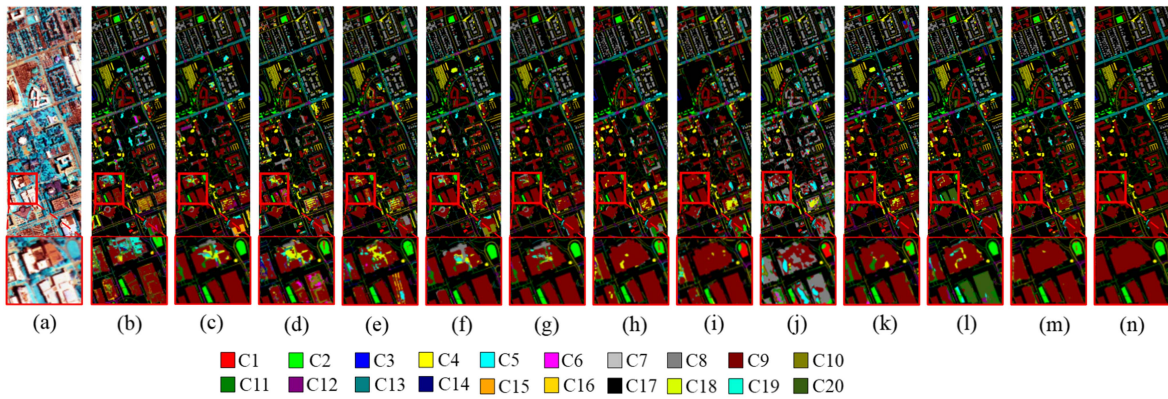 (a) (b) (c) (d) (e) (f) (g) (h) (i) (j) (k) (l) (m) (n)
C1 C2 C3 C4 C5 C6 C7 C8 C9 C10
C11 C12 C13 C14 C15 C16 C17 C18 C19 C20